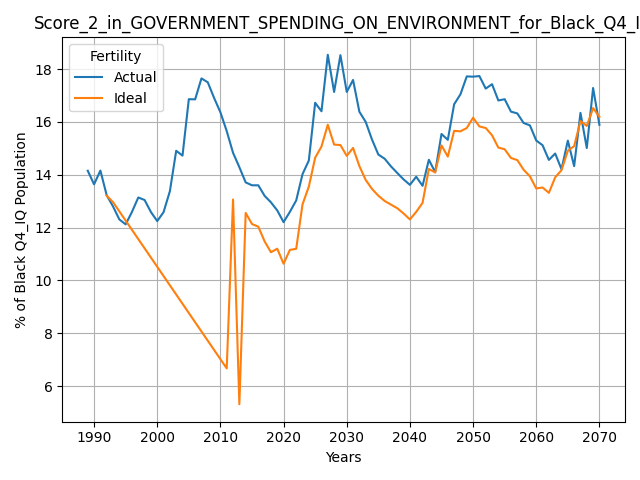 Score_2_in_GOVERNMENT_SPENDING_ON_ENVIRONMENT_for_Black_Q4_I
Fertility
Actual
Ideal
% of Black Q4_IQ Population
18
16
14
12
10
8
6
1990
2000
2010
2020
2030
2040
2050
2060
2070
Years